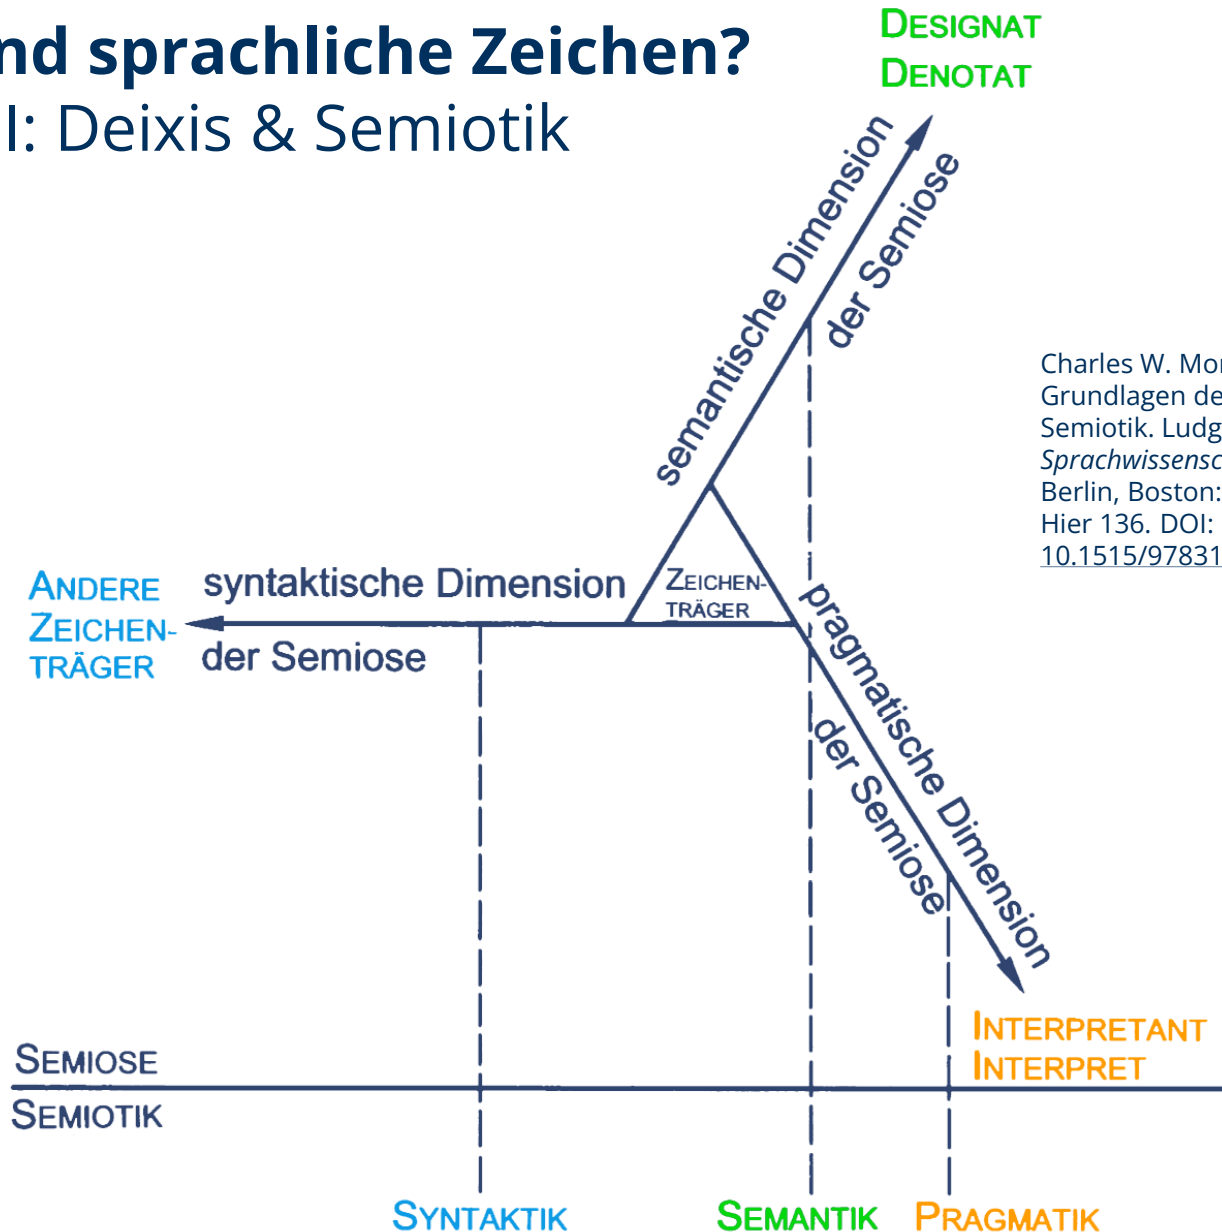 nd sprachliche Zeichen?
I: Deixis & Semiotik
DESIGNAT
DENOTAT
semantische Dimension
der Semiose
Charles W. Mor
Grundlagen de
Semiotik. Ludg
Sprachwissensc
Berlin, Boston:
Hier 136. DOI:
10.1515/97831
ANDERE
ZEICHEN-
TRÄGER
syntaktische Dimension
der Semiose
ZEICHEN-
TRÄGER
pragmatische Dimension
der Semiose
INTERPRETANT
INTERPRET
SEMIOSE
SEMIOTIK
SYNTAKTIK
SEMANTIK
PRAGMATIK